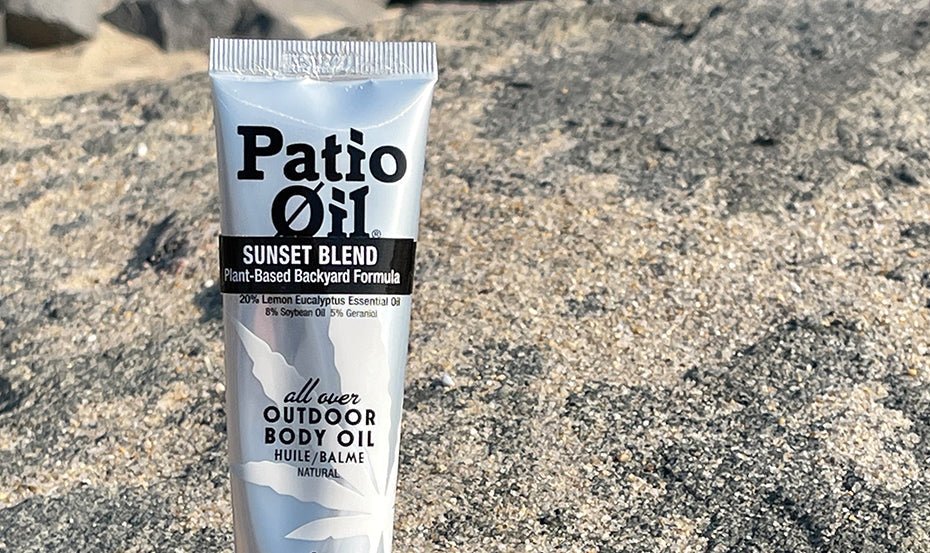 Patio
Øil®
SUNSET BLEND
Plant-Based Backyard Formula
20% Lemon Eucalyptus Essential Oil
8% Soybean Oil 5% Geraniol
all over
OUTDOOR
BODY OIL
HUILE/BALME
NATURAL